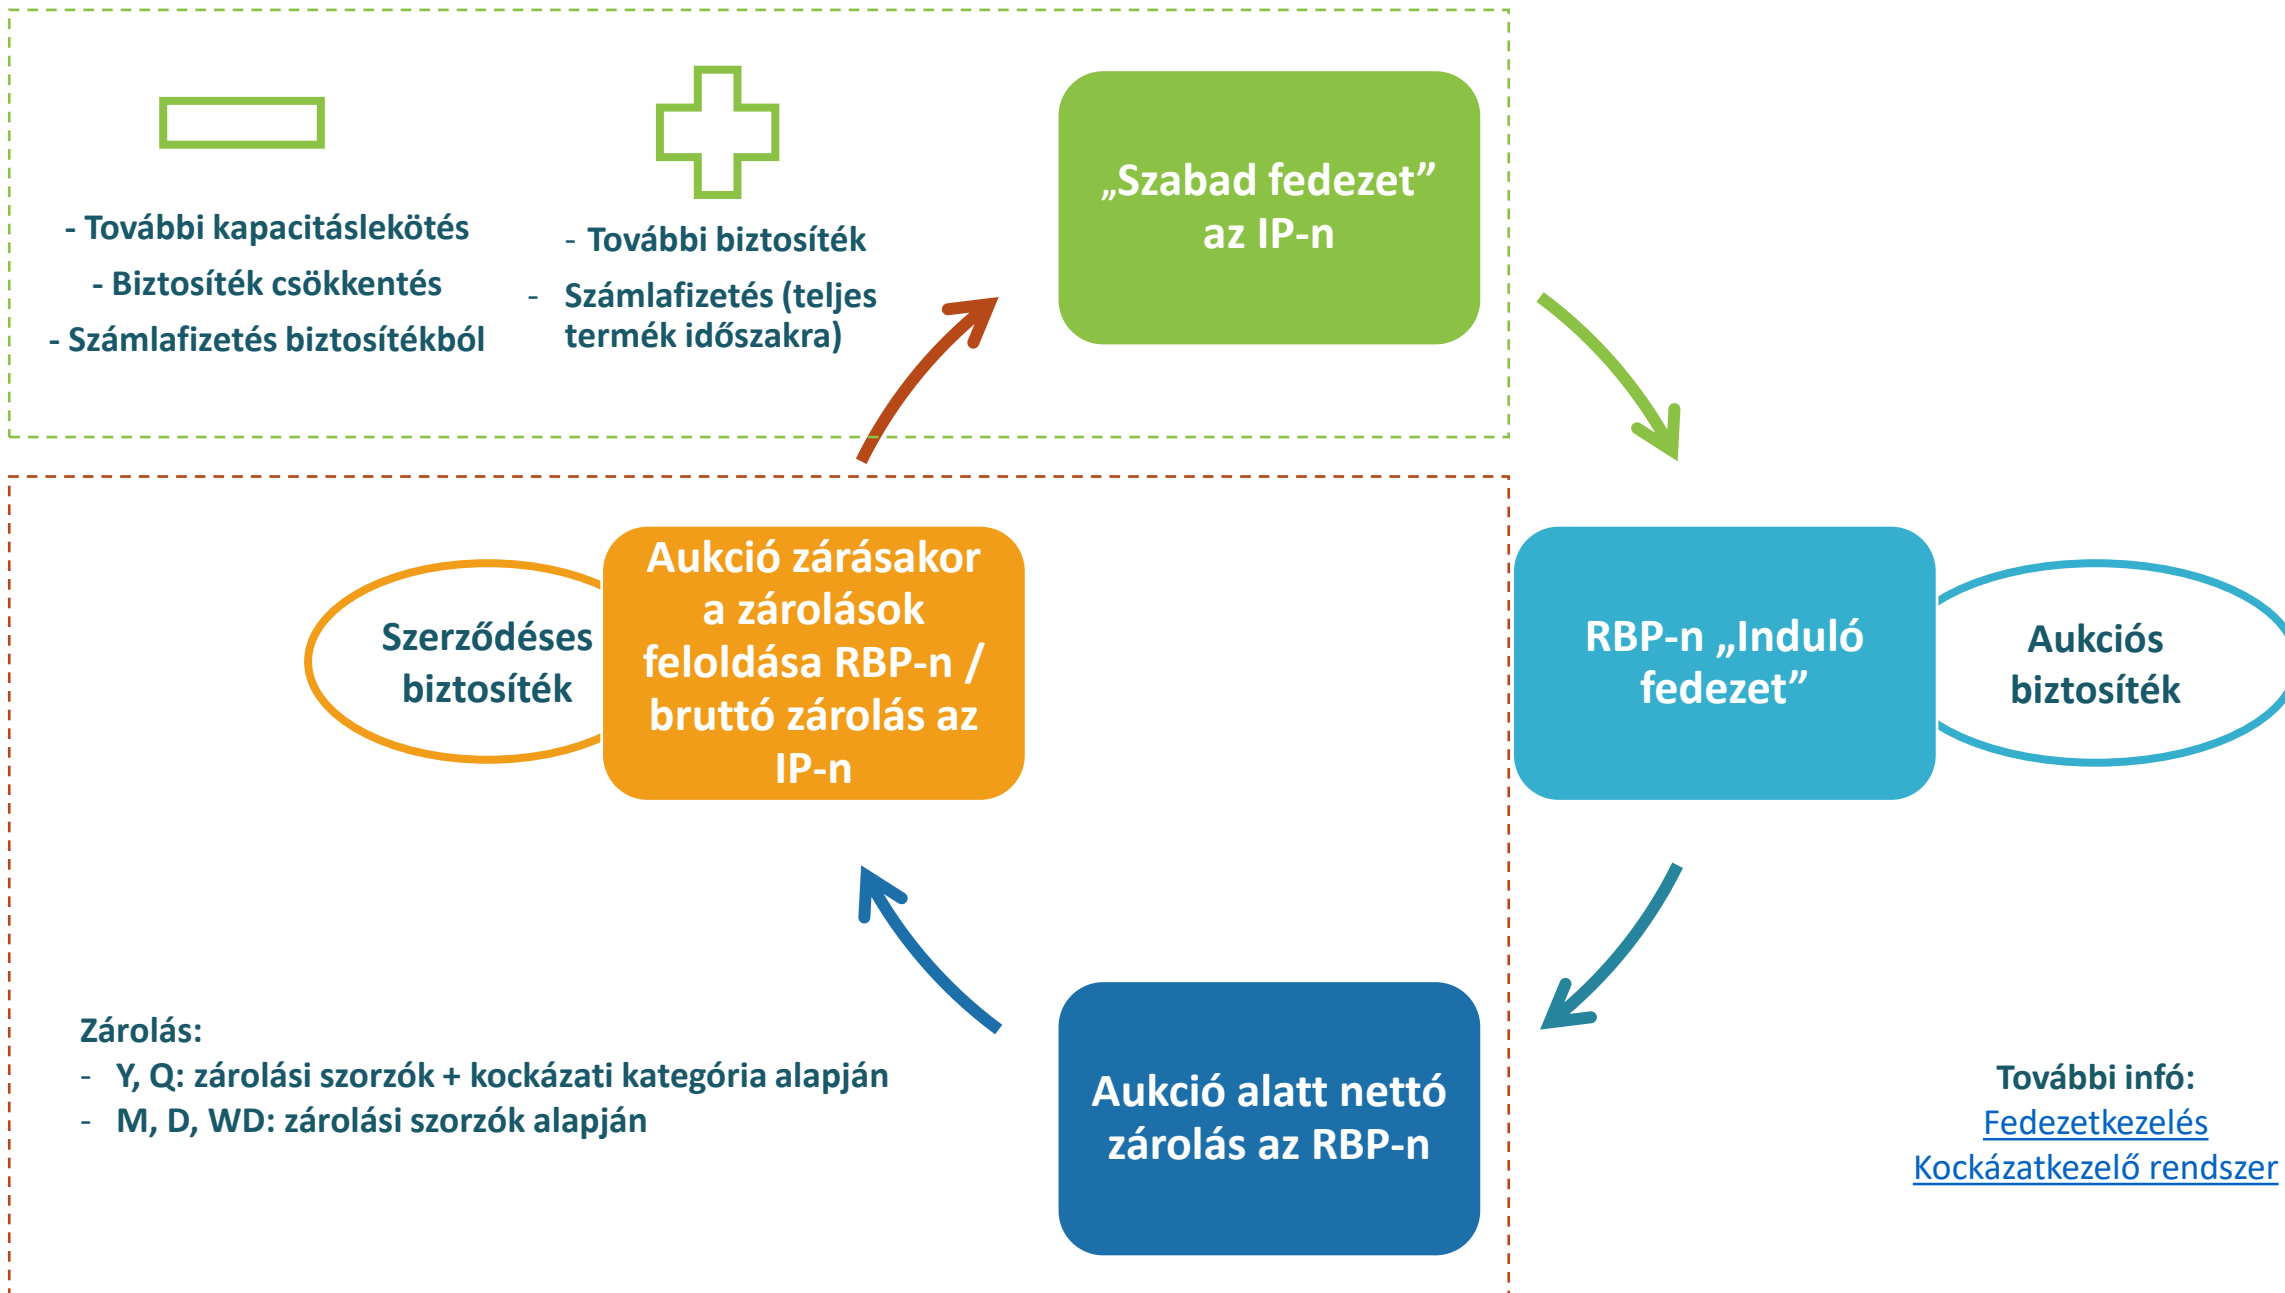 - További kapacitáslekötés
- Biztosíték csökkentés
- Számlafizetés biztosítékból
- További biztosíték
- Számlafizetés (teljes
termék időszakra)
„Szabad fedezet”
az IP-n
Szerződéses
biztosíték
Aukció zárásakor
a zárolások
feloldása RBP-n /
bruttó zárolás az
IP-n
RBP-n „Induló
fedezet”
Aukciós
biztosíték
Zárolás:
- Y, Q: zárolási szorzók + kockázati kategória alapján
- M, D, WD: zárolási szorzók alapján
Aukció alatt nettó
zárolás az RBP-n
További infó:
Fedezetkezelés
Kockázatkezelő rendszer